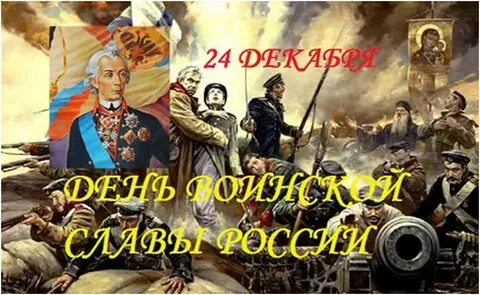 24 ДЕКАБРЯ
ДЕНЬ ВОИНСКОЙ
СЛАВЫ РОССИИ